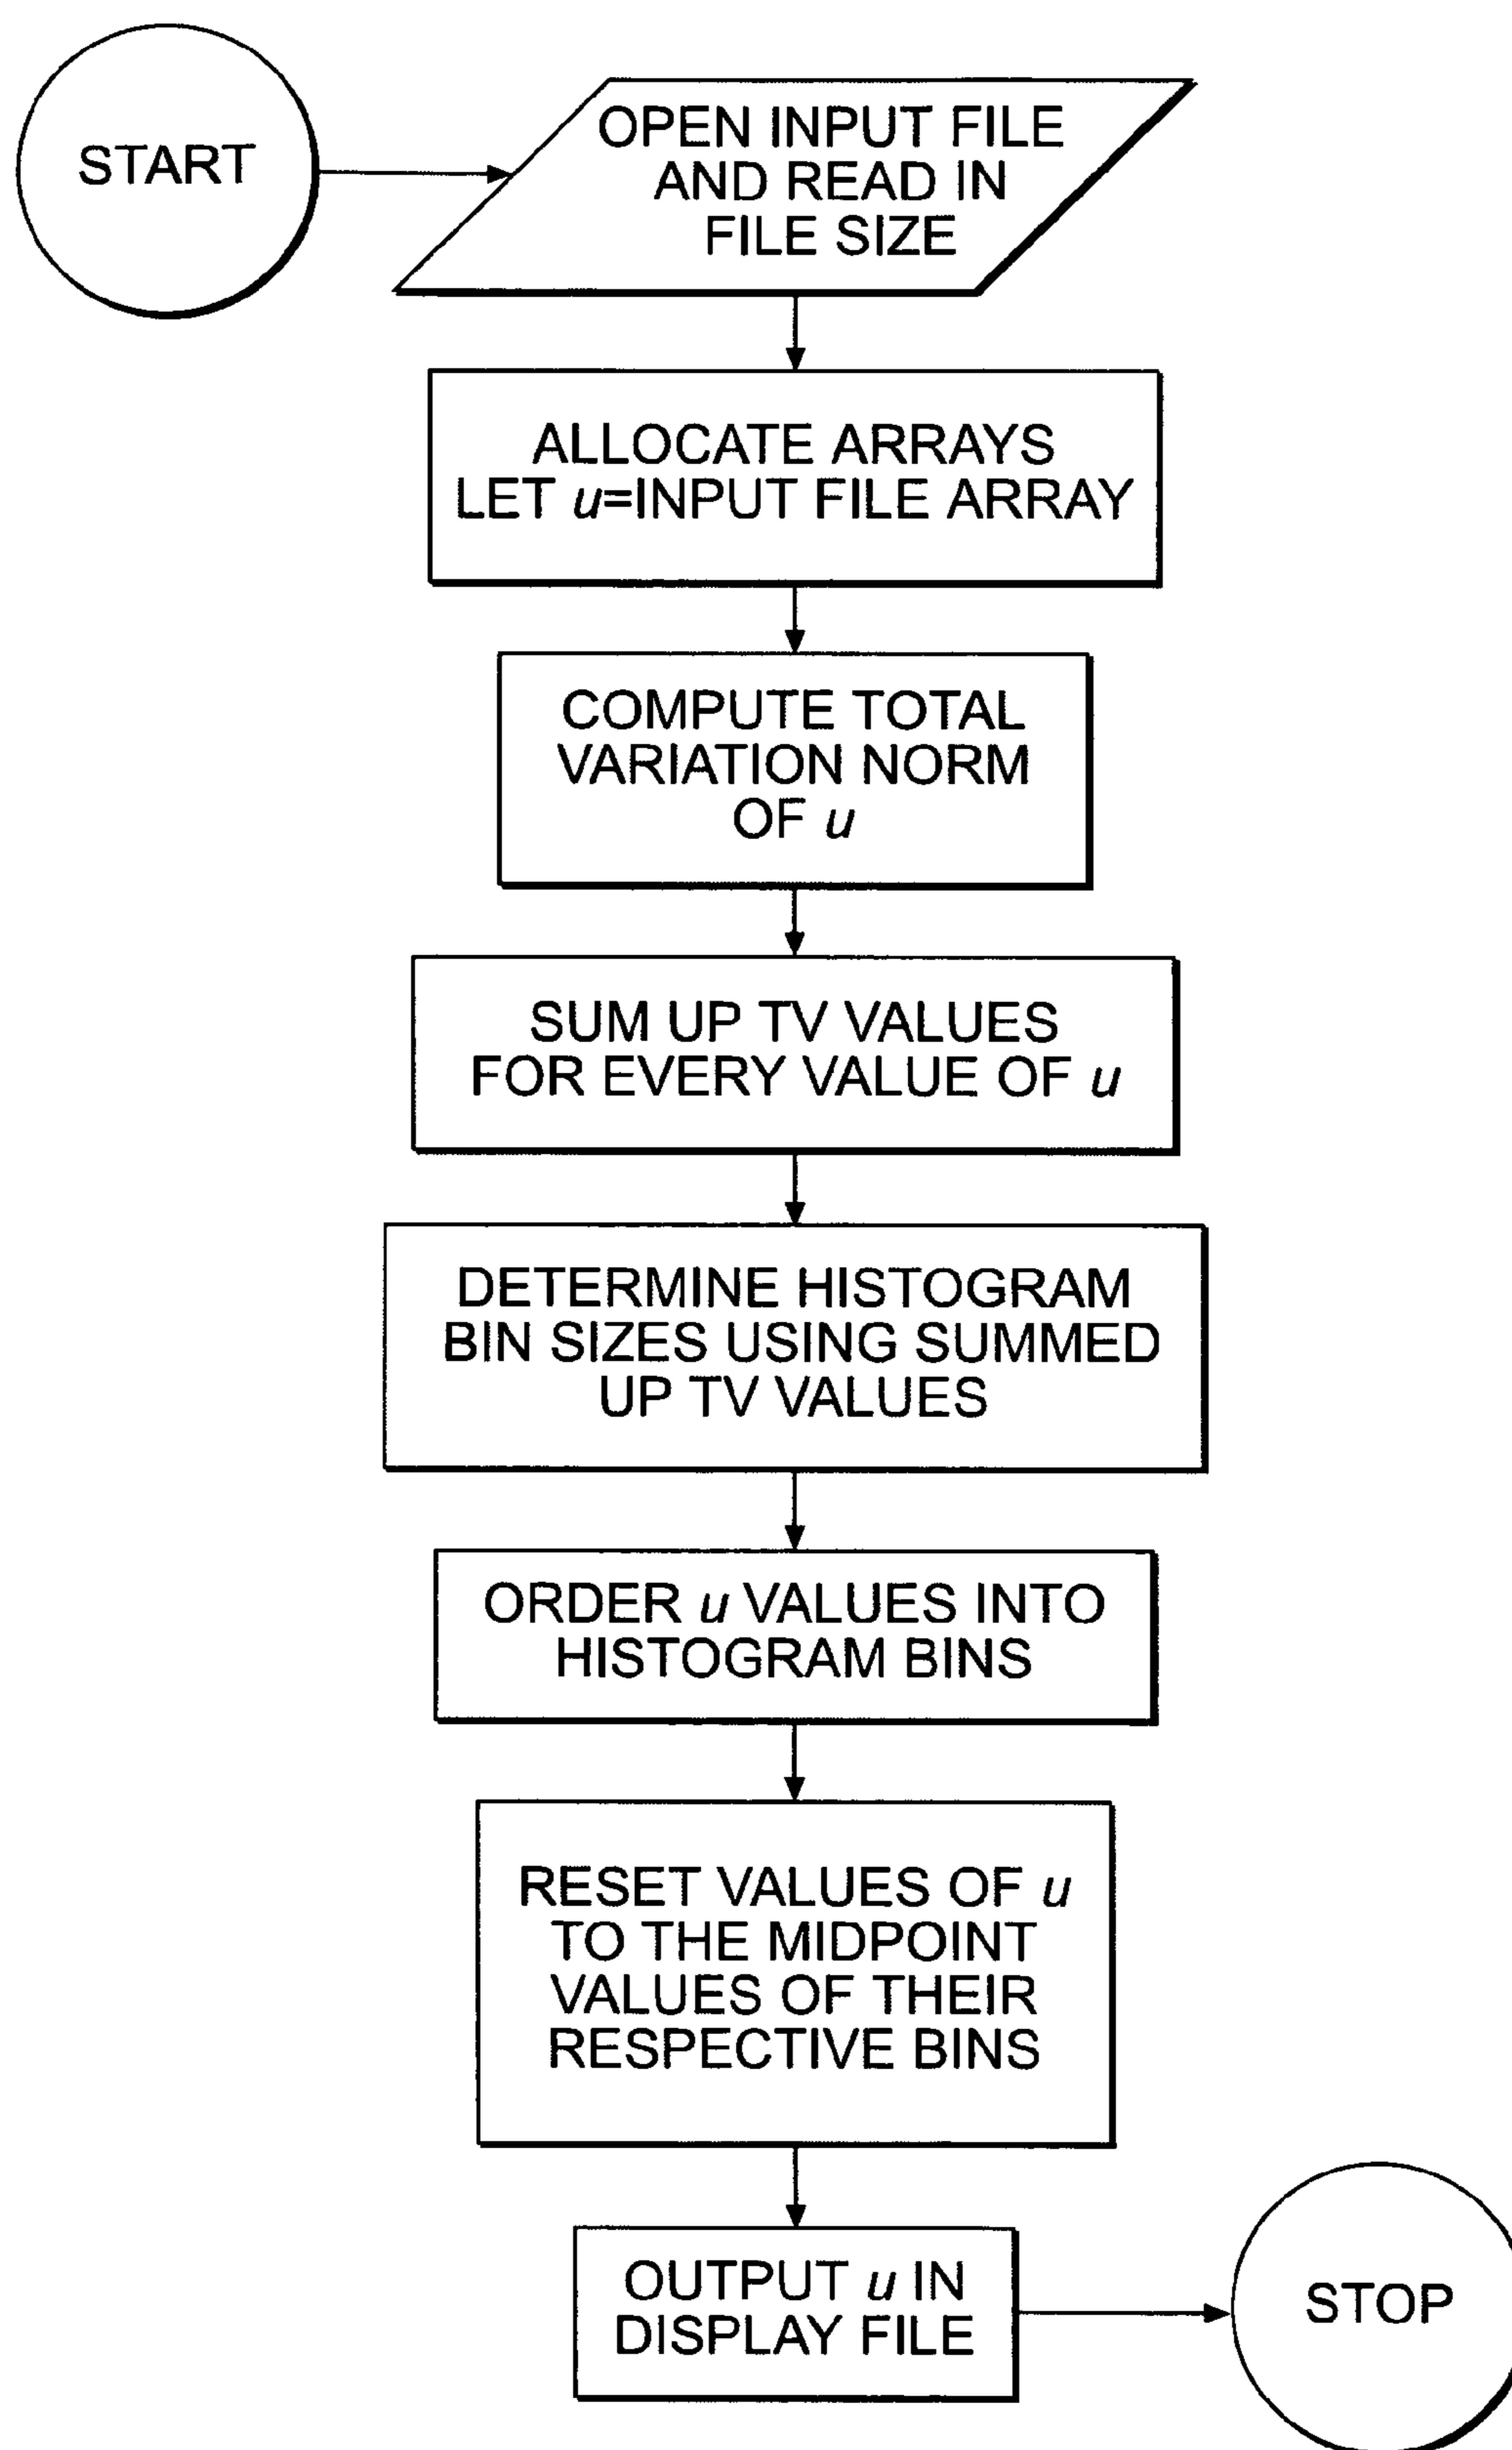 START
OPEN INPUT FILE
AND READ IN
FILE SIZE
ALLOCATE ARRAYS
LET u=INPUT FILE ARRAY
COMPUTE TOTAL
VARIATION NORM
OF u
SUM UP TV VALUES
FOR EVERY VALUE OF u
DETERMINE HISTOGRAM
BIN SIZES USING SUMMED
UP TV VALUES
ORDER u VALUES INTO
HISTOGRAM BINS
RESET VALUES OF u
TO THE MIDPOINT
VALUES OF THEIR
RESPECTIVE BINS
OUTPUT u IN
DISPLAY FILE
STOP